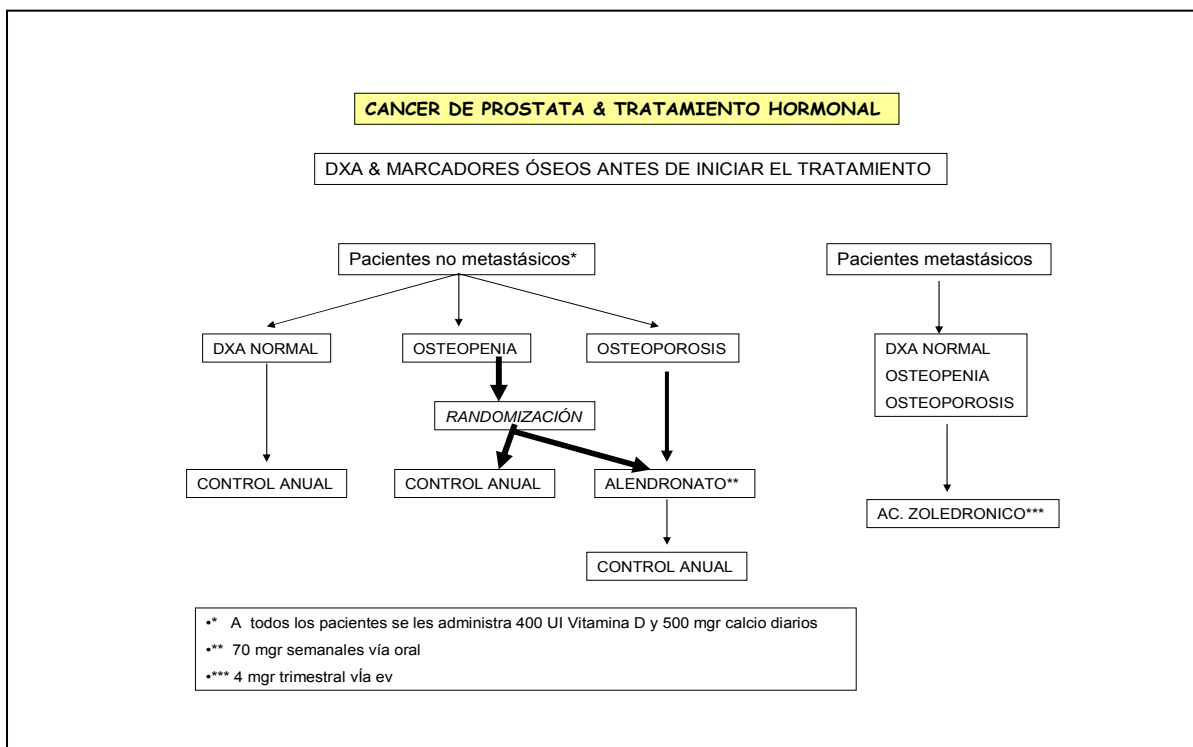 CANCER DE PROSTATA & TRATAMIENTO HORMONAL
DXA & MARCADORES ÓSEOS ANTES DE INICIAR EL TRATAMIENTO
Pacientes no metastásicos*
Pacientes metastásicos
DXA NORMAL
OSTEOPENIA
OSTEOPOROSIS
DXA NORMAL
OSTEOPENIA
OSTEOPOROSIS
RANDOMIZACIÓN
CONTROL ANUAL
CONTROL ANUAL
ALENDRONATO**
AC. ZOLEDRONICO***
CONTROL ANUAL
•* A todos los pacientes se les administra 400 UI Vitamina D y 500 mgr calcio diarios
•** 70 mgr semanales vía oral
•*** 4 mgr trimestral vÍa ev